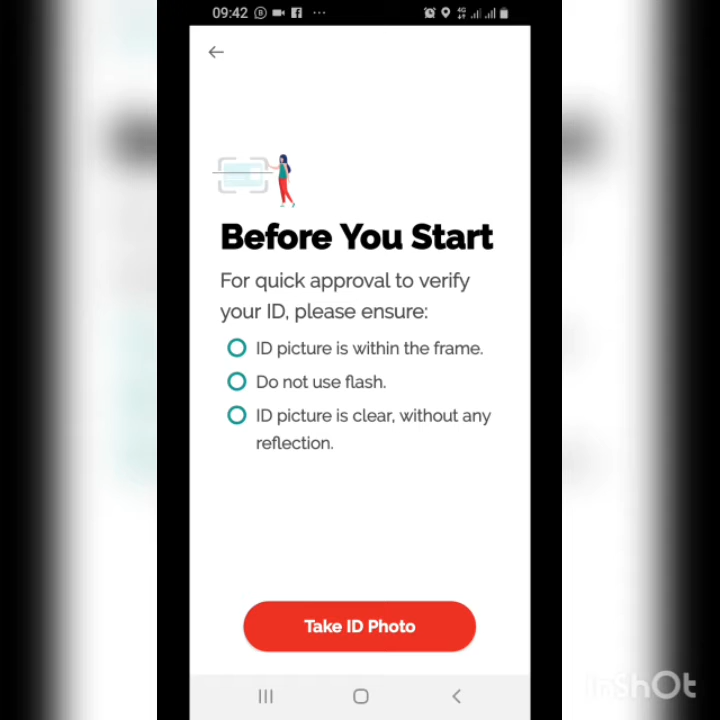 09:42
4G
Before You Start
For quick approval to verify
your ID, please ensure:
ID picture is within the frame.
Do not use flash.
ID picture is clear, without any
reflection.
Take ID Photo
InShOt